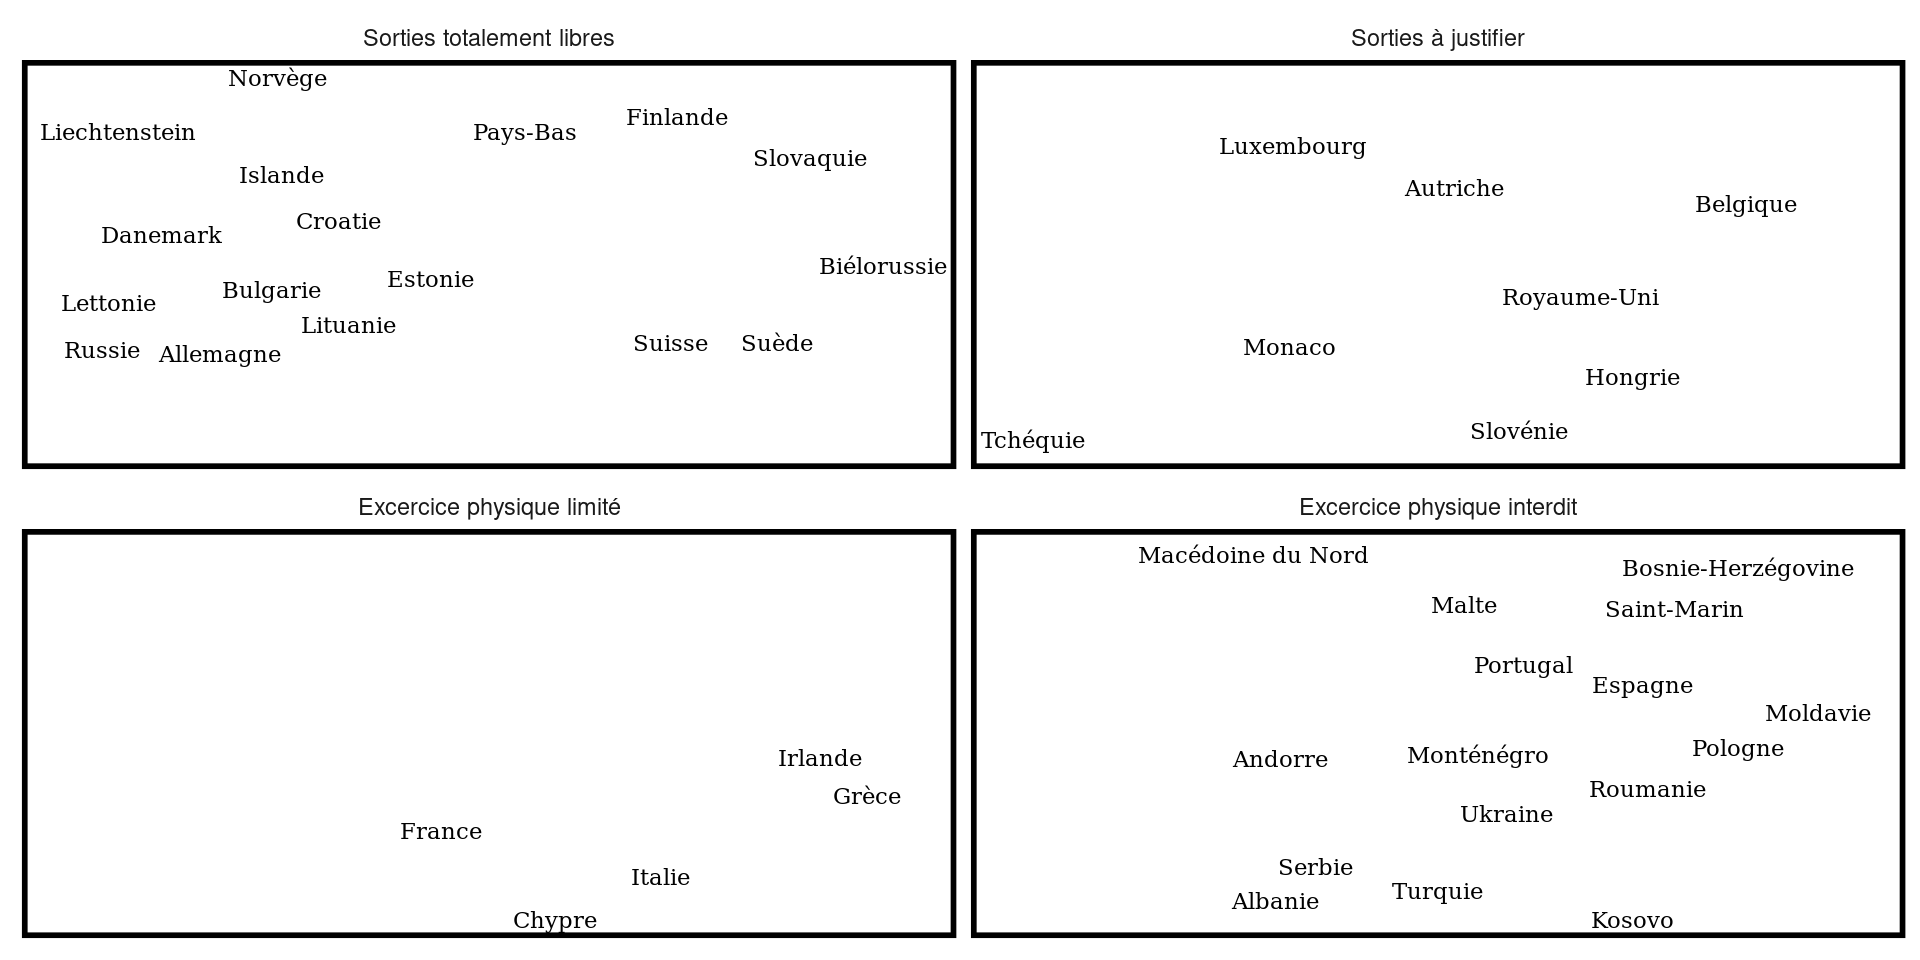 Sorties totalement libres
Norvège
Finlande
Liechtenstein
Pays-Bas
Slovaquie
Islande
Croatie
Danemark
Biélorussie
Estonie
Bulgarie
Lettonie
Lituanie
Suisse
Suède
Russie
Allemagne
Sorties à justifier
Luxembourg
Autriche
Belgique
Royaume-Uni
Monaco
Hongrie
Slovénie
Tchéquie
Excercice physique limité
Irlande
Grèce
France
Italie
Chypre
Excercice physique interdit
Macédoine du Nord
Bosnie-Herzégovine
Malte
Saint-Marin
Portugal
Espagne
Moldavie
Pologne
Monténégro
Andorre
Roumanie
Ukraine
Serbie
Turquie
Albanie
Kosovo